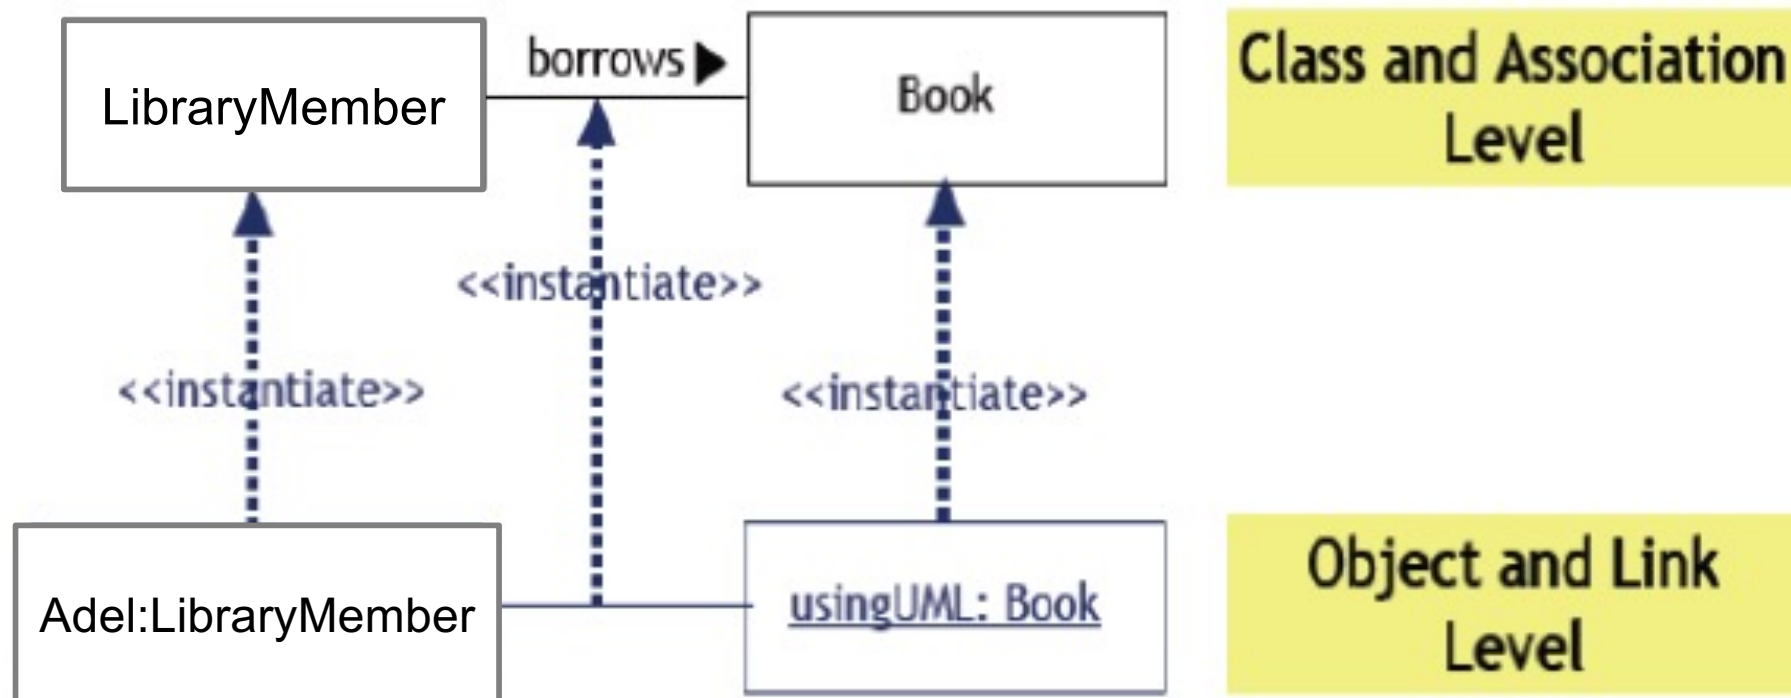 LibraryMember
borrows ▶
Book
Class and Association
Level
<<instantiate>>
<<instantiate>>
<<instantiate>>
Adel:LibraryMember
usingUML: Book
Object and Link
Level